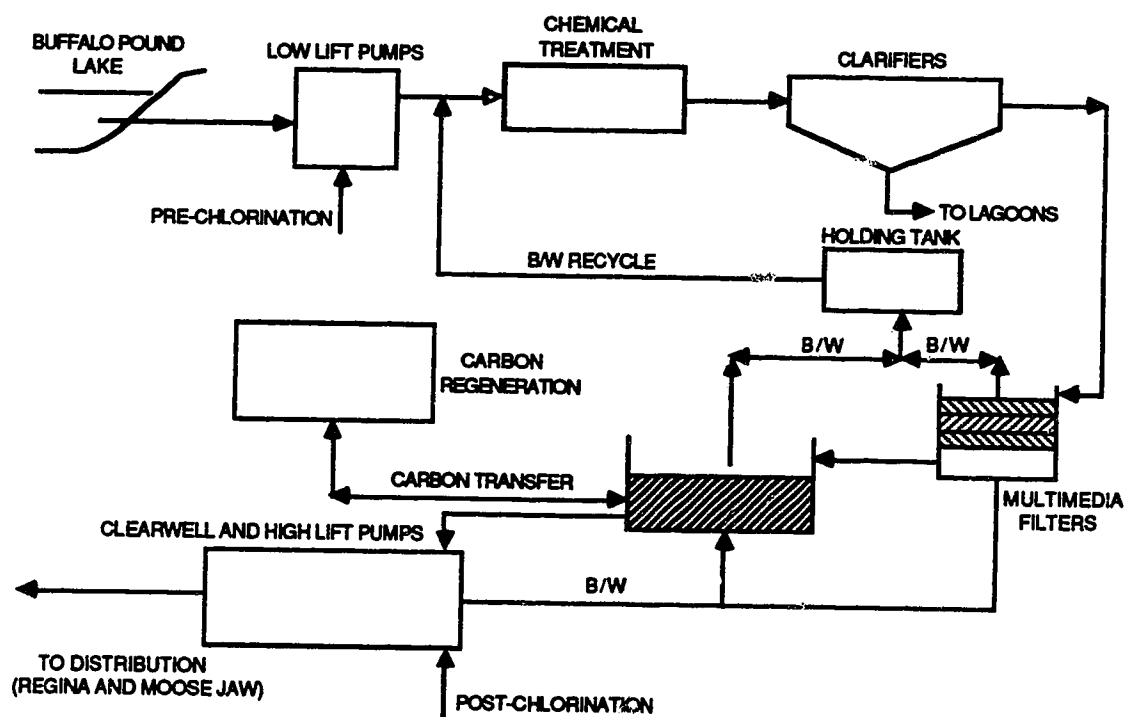 BUFFALO POUND
LAKE
LOW LIFT PUMPS
CHEMICAL
TREATMENT
CLARIFIERS
PRE-CHLORINATION
TO LAGOONS
HOLDING TANK
B/W RECYCLE
B/W
B/W
CARBON
REGENERATION
CARBON TRANSFER
MULTIMEDIA
FILTERS
CLEARWELL AND HIGH LIFT PUMPS
B/W
TO DISTRIBUTION
(REGINA AND MOOSE JAW)
POST-CHLORINATION